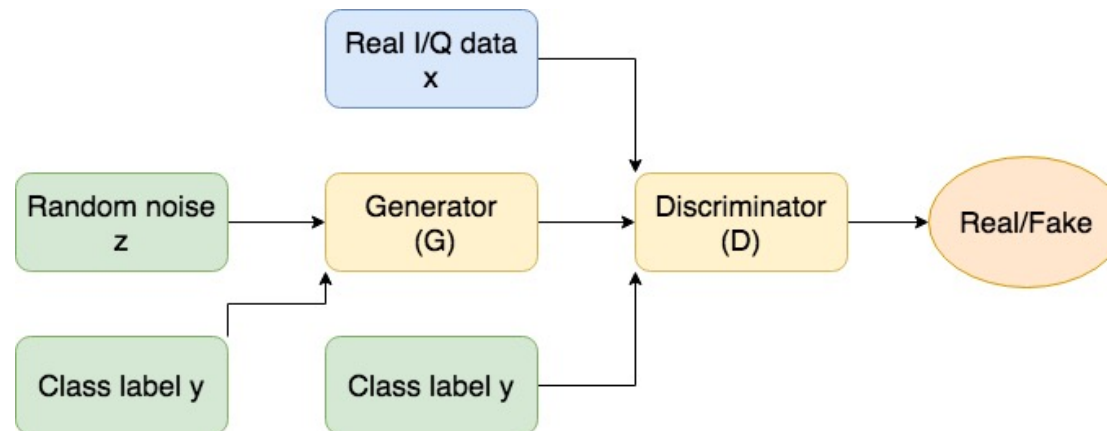 Real I/Q data
x
Random noise
z
Generator
(G)
Discriminator
(D)
Real/Fake
Class label y
Class label y